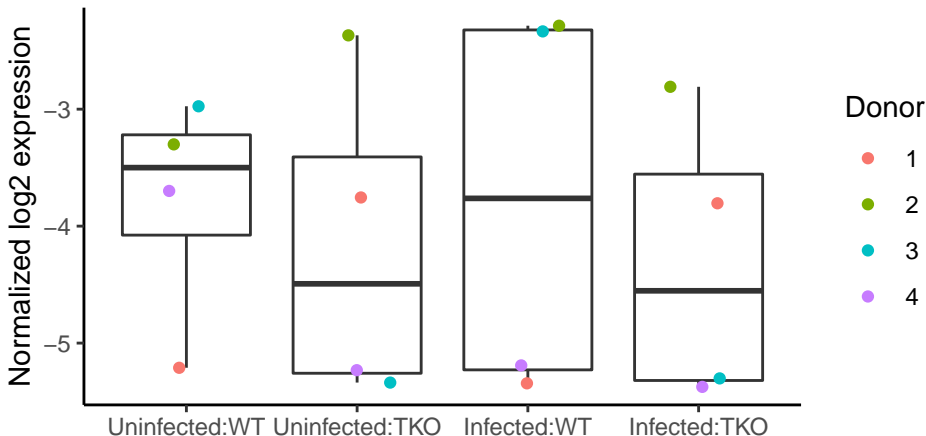 Normalized log2 expression
−3
−4
−5
Uninfected:WT Uninfected:TKO Infected:WT Infected:TKO
Donor
1
2
3
4